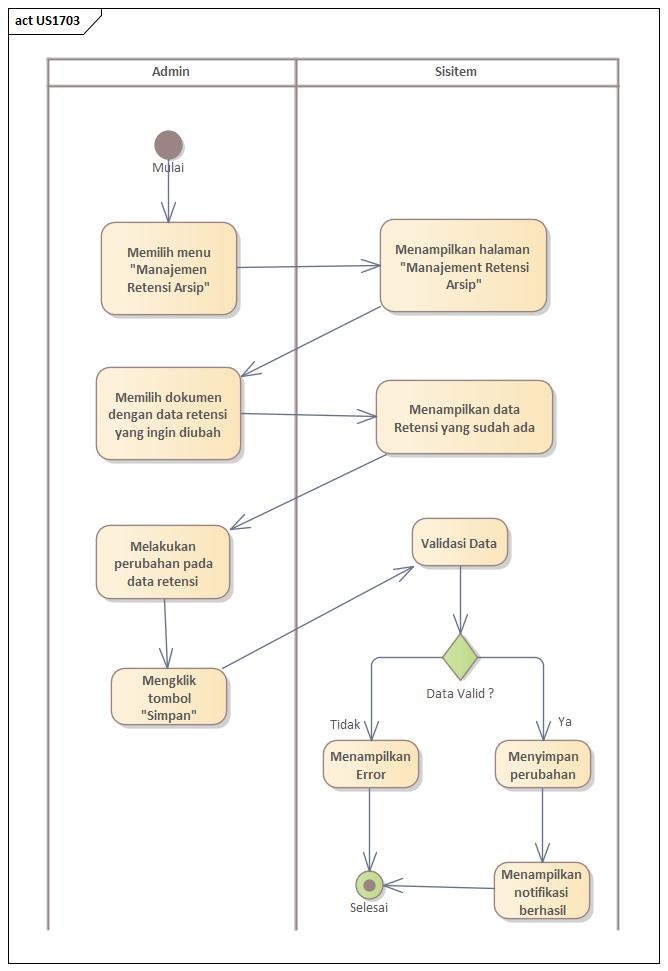 act US1703
Admin
Sisitem
Mulai
Memilih menu
"Manajemen
Retensi Arsip"
Menampilkan halaman
"Manajement Retensi
Arsip"
Memilih dokumen
dengan data retensi
yang ingin diubah
Menampilkan data
Retensi yang sudah ada
Melakukan
perubahan pada
data retensi
Mengklik
tombol
"Simpan"
Validasi Data
Data Valid ?
Tidak
Ya
Menampilkan
Error
Menyimpan
perubahan
Menampilkan
notifikasi
berhasil
Selesai